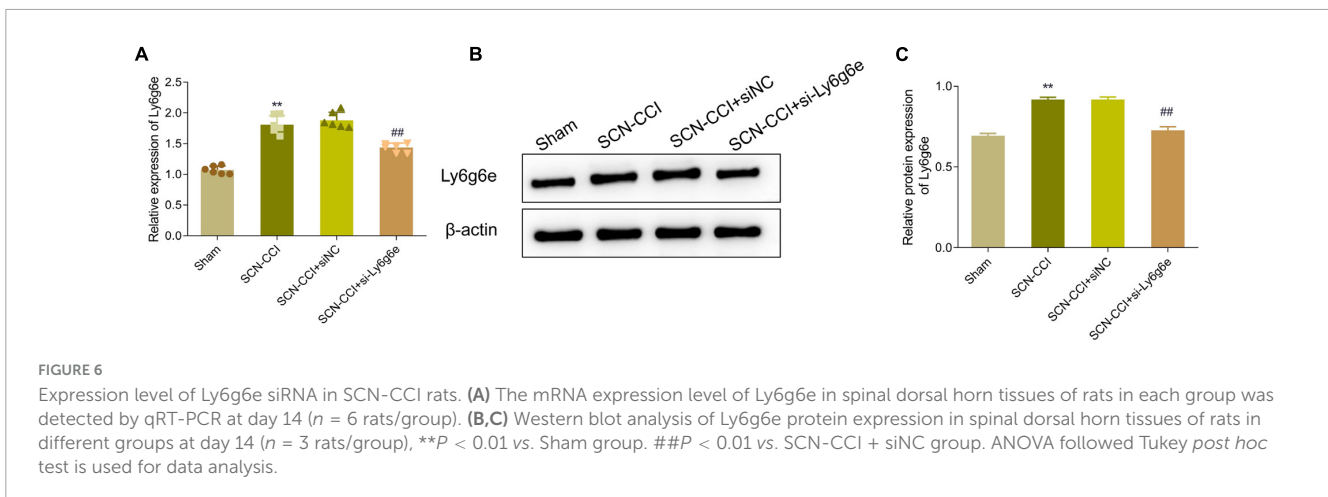 A
Relative expression of Ly6g6e
2.5
2.0
1.5
1.0
0.5
0.0
**
##
Sham
SCN-CCI
SCN-CCI+siNC
SCN-CCI+si-Ly6g6e
B
Sham
SCN-CCI
SCN-CCI+siNC
SCN-CCI+si-Ly6g6e
Ly6g6e
β-actin
C
Relative protein expression
of Ly6g6e
1.0
0.5
0.0
**
##
Sham
SCN-CCI
SCN-CCI+siNC
SCN-CCI+si-Ly6g6e
FIGURE 6
Expression level of Ly6g6e siRNA in SCN-CCI rats. (A) The mRNA expression level of Ly6g6e in spinal dorsal horn tissues of rats in each group was
detected by qRT-PCR at day 14 (n = 6 rats/group). (B,C) Western blot analysis of Ly6g6e protein expression in spinal dorsal horn tissues of rats in
different groups at day 14 (n = 3 rats/group), **P < 0.01 vs. Sham group. ##P < 0.01 vs. SCN-CCI + siNC group. ANOVA followed Tukey post hoc
test is used for data analysis.